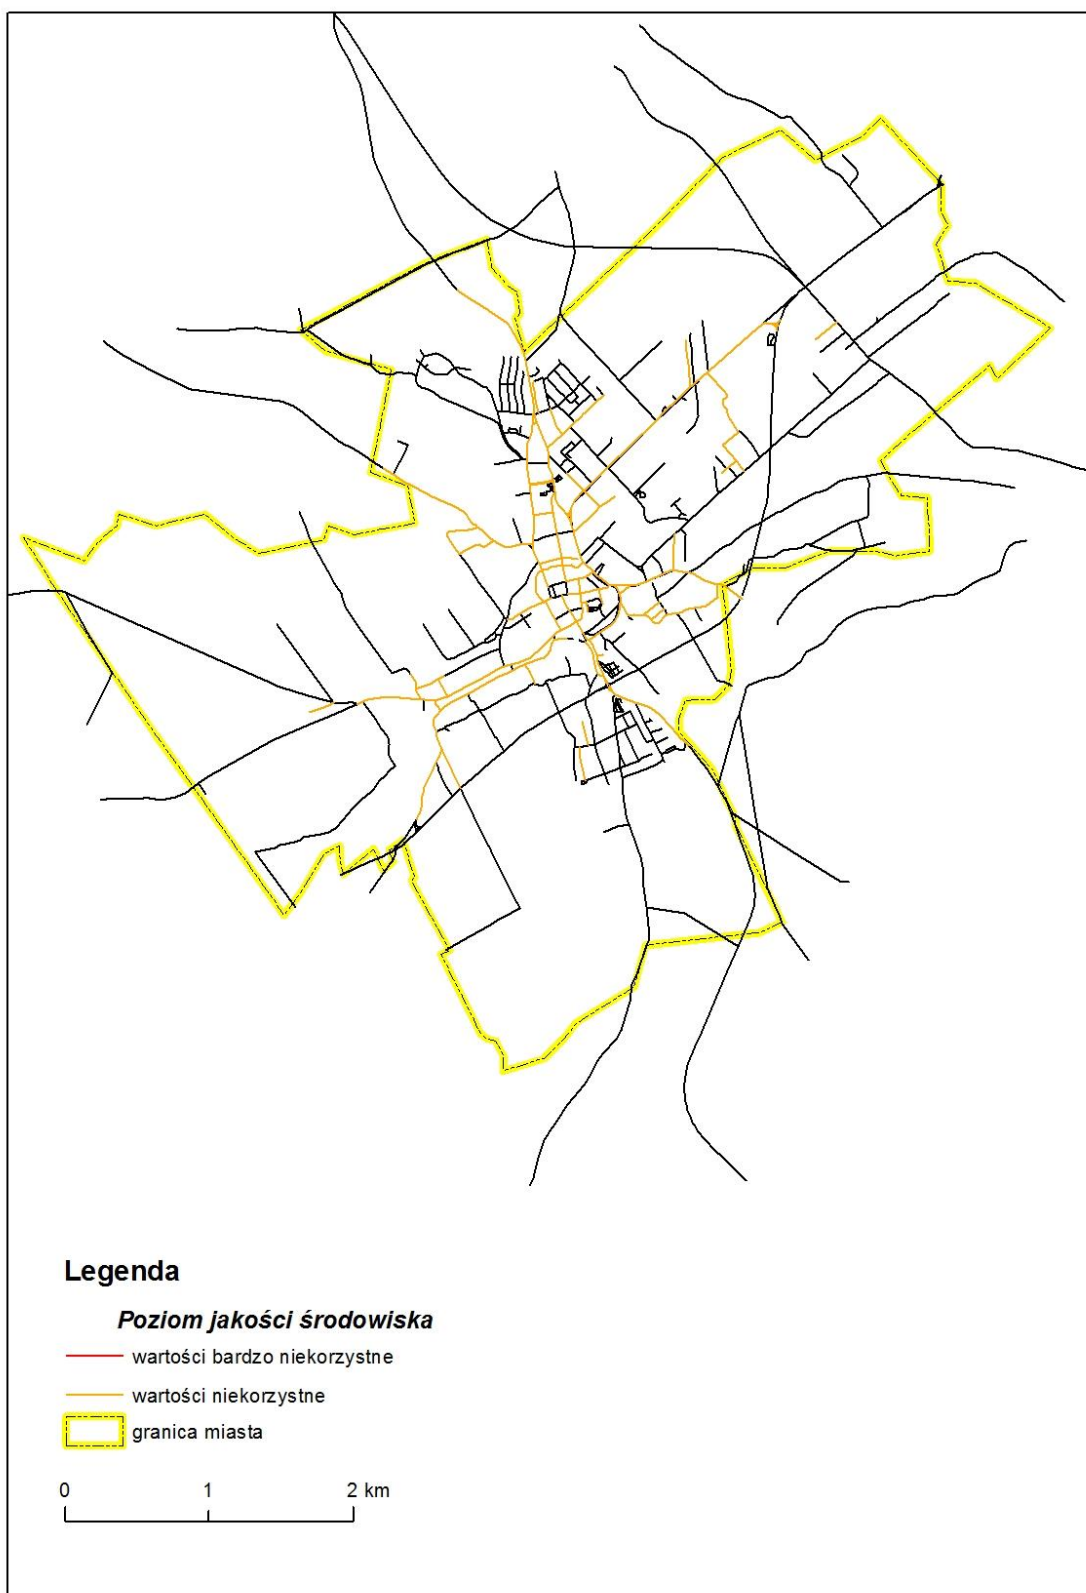 Legenda
Poziom jakości środowiska
wartości bardzo niekorzystne
wartości niekorzystne
granica miasta
0 1 2 km